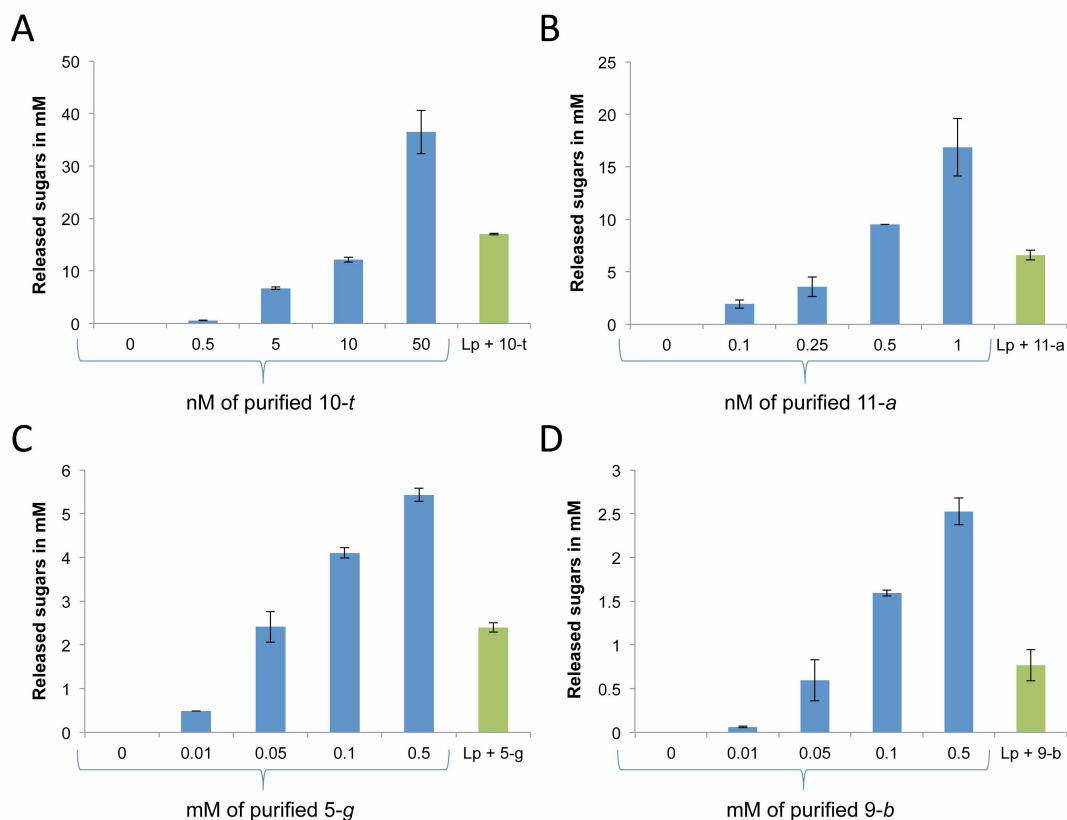 A
Released sugars in mM
50
40
30
20
10
0
0 0.5 5 10 50 Lp + 10-t
nM of purified 10-t
B
Released sugars in mM
25
20
15
10
5
0
0 0.1 0.25 0.5 1 Lp + 11-a
nM of purified 11-a
C
Released sugars in mM
6
5
4
3
2
1
0
0 0.01 0.05 0.1 0.5 Lp + 5-g
mM of purified 5-g
D
Released sugars in mM
3
2.5
2
1.5
1
0.5
0
0 0.01 0.05 0.1 0.5 Lp + 9-b
mM of purified 9-b